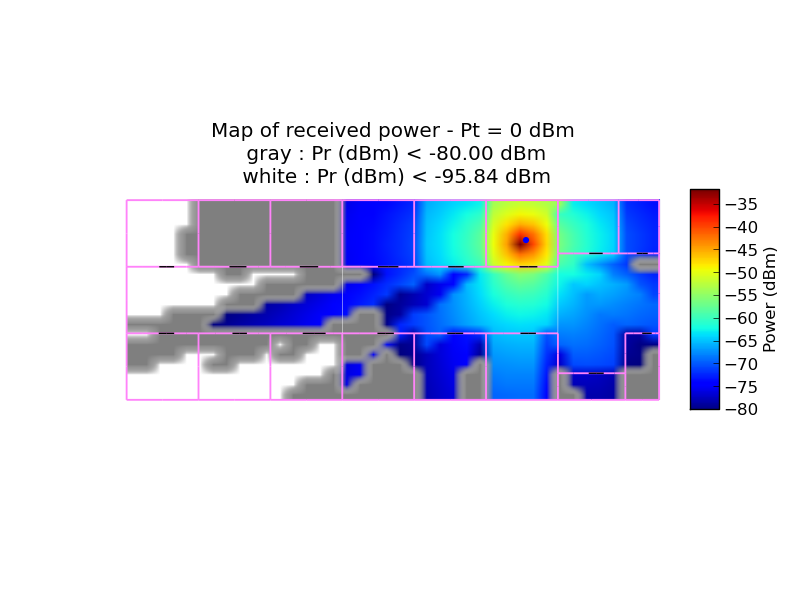 Map of received power - Pt = 0 dBm
gray : Pr (dBm) < -80.00 dBm
white : Pr (dBm) < -95.84 dBm
−35
−40
−45
−50
−55
−60
−65
−70
−75
−80
Power (dBm)